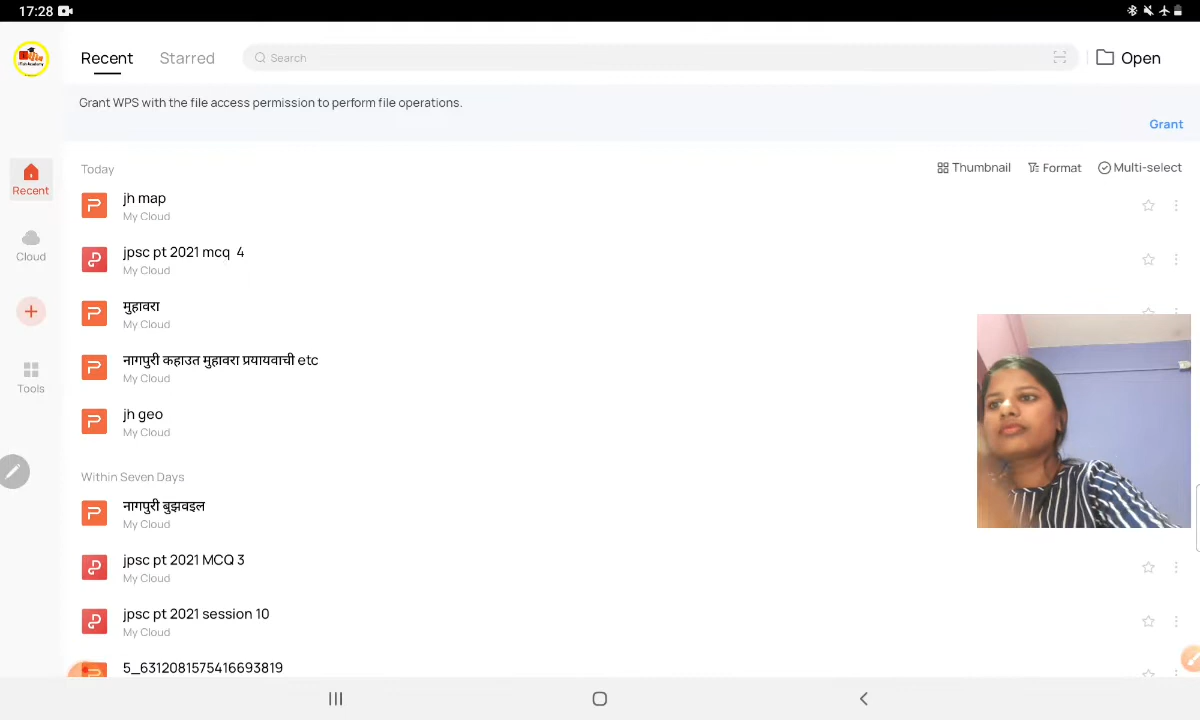 17:28
Recent
Starred
Search
Open
Grant WPS with the file access permission to perform file operations.
Grant
Today
Thumbnail
Format
Multi-select
Recent
Cloud
Tools
jh map
My Cloud
jpsc pt 2021 mcq 4
My Cloud
मुहावरा
My Cloud
नागपुरी कहाउत मुहावरा प्रयायवाची etc
My Cloud
jh geo
My Cloud
Within Seven Days
नागपुरी बुझवइल
My Cloud
jpsc pt 2021 MCQ 3
My Cloud
jpsc pt 2021 session 10
My Cloud
5_6312081575416693819